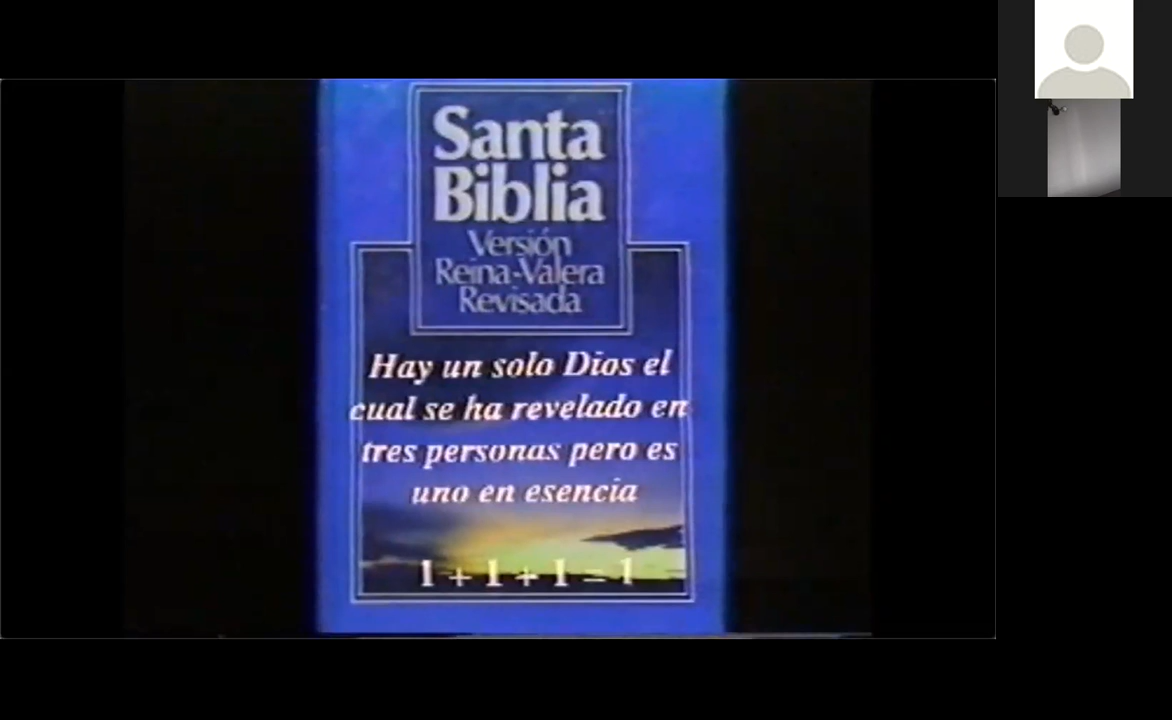 Santa
Biblia
Versión
Reina-Valera
Revisada
Hay un solo Dios el
cual se ha revelado en
tres personas pero es
uno en esencia
1 + 1 + 1 = 1